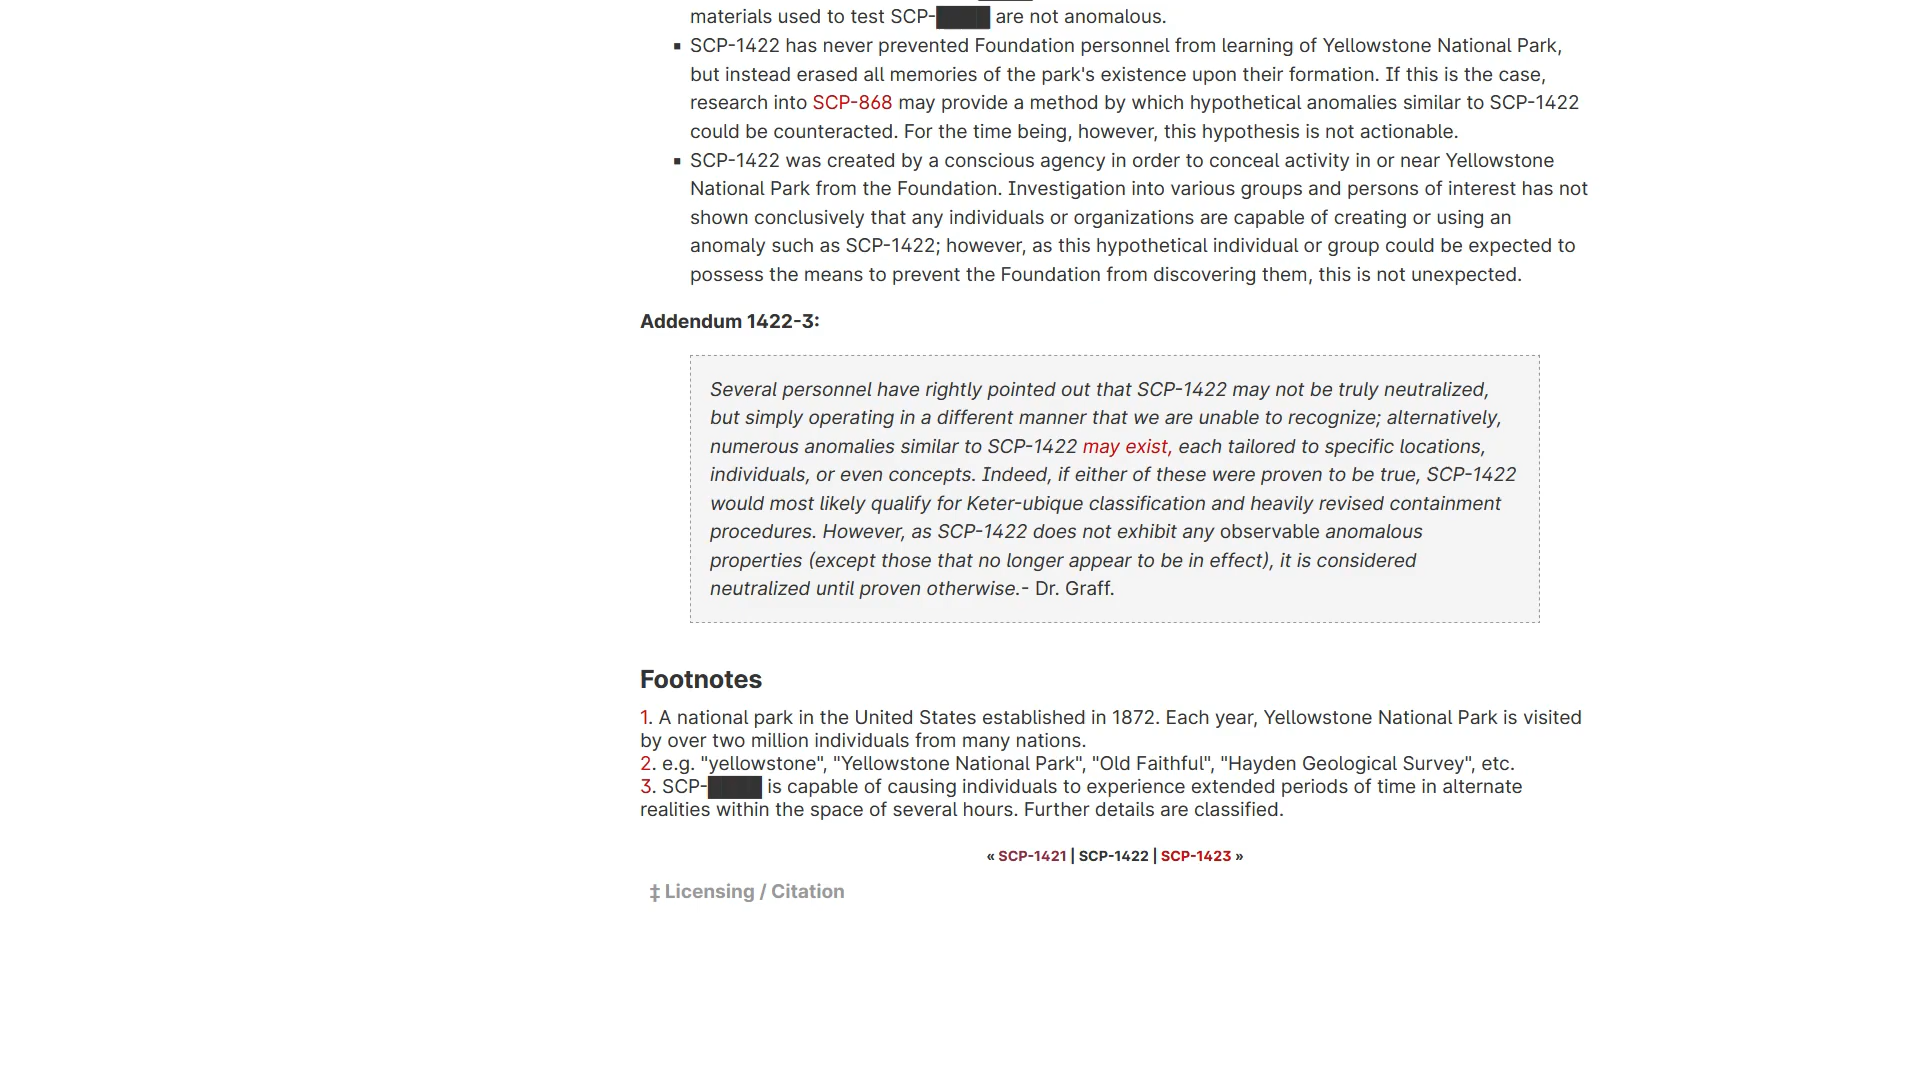 materials used to test SCP-████ are not anomalous.
▪ SCP-1422 has never prevented Foundation personnel from learning of Yellowstone National Park,
but instead erased all memories of the park's existence upon their formation. If this is the case,
research into SCP-868 may provide a method by which hypothetical anomalies similar to SCP-1422
could be counteracted. For the time being, however, this hypothesis is not actionable.
▪ SCP-1422 was created by a conscious agency in order to conceal activity in or near Yellowstone
National Park from the Foundation. Investigation into various groups and persons of interest has not
shown conclusively that any individuals or organizations are capable of creating or using an
anomaly such as SCP-1422; however, as this hypothetical individual or group could be expected to
possess the means to prevent the Foundation from discovering them, this is not unexpected.
Addendum 1422-3:
Several personnel have rightly pointed out that SCP-1422 may not be truly neutralized,
but simply operating in a different manner that we are unable to recognize; alternatively,
numerous anomalies similar to SCP-1422 may exist, each tailored to specific locations,
individuals, or even concepts. Indeed, if either of these were proven to be true, SCP-1422
would most likely qualify for Keter-ubique classification and heavily revised containment
procedures. However, as SCP-1422 does not exhibit any observable anomalous
properties (except those that no longer appear to be in effect), it is considered
neutralized until proven otherwise.- Dr. Graff.
Footnotes
1. A national park in the United States established in 1872. Each year, Yellowstone National Park is visited
by over two million individuals from many nations.
2. e.g. "yellowstone", "Yellowstone National Park", "Old Faithful", "Hayden Geological Survey", etc.
3. SCP-████ is capable of causing individuals to experience extended periods of time in alternate
realities within the space of several hours. Further details are classified.
« SCP-1421 | SCP-1422 | SCP-1423 »
‡ Licensing / Citation